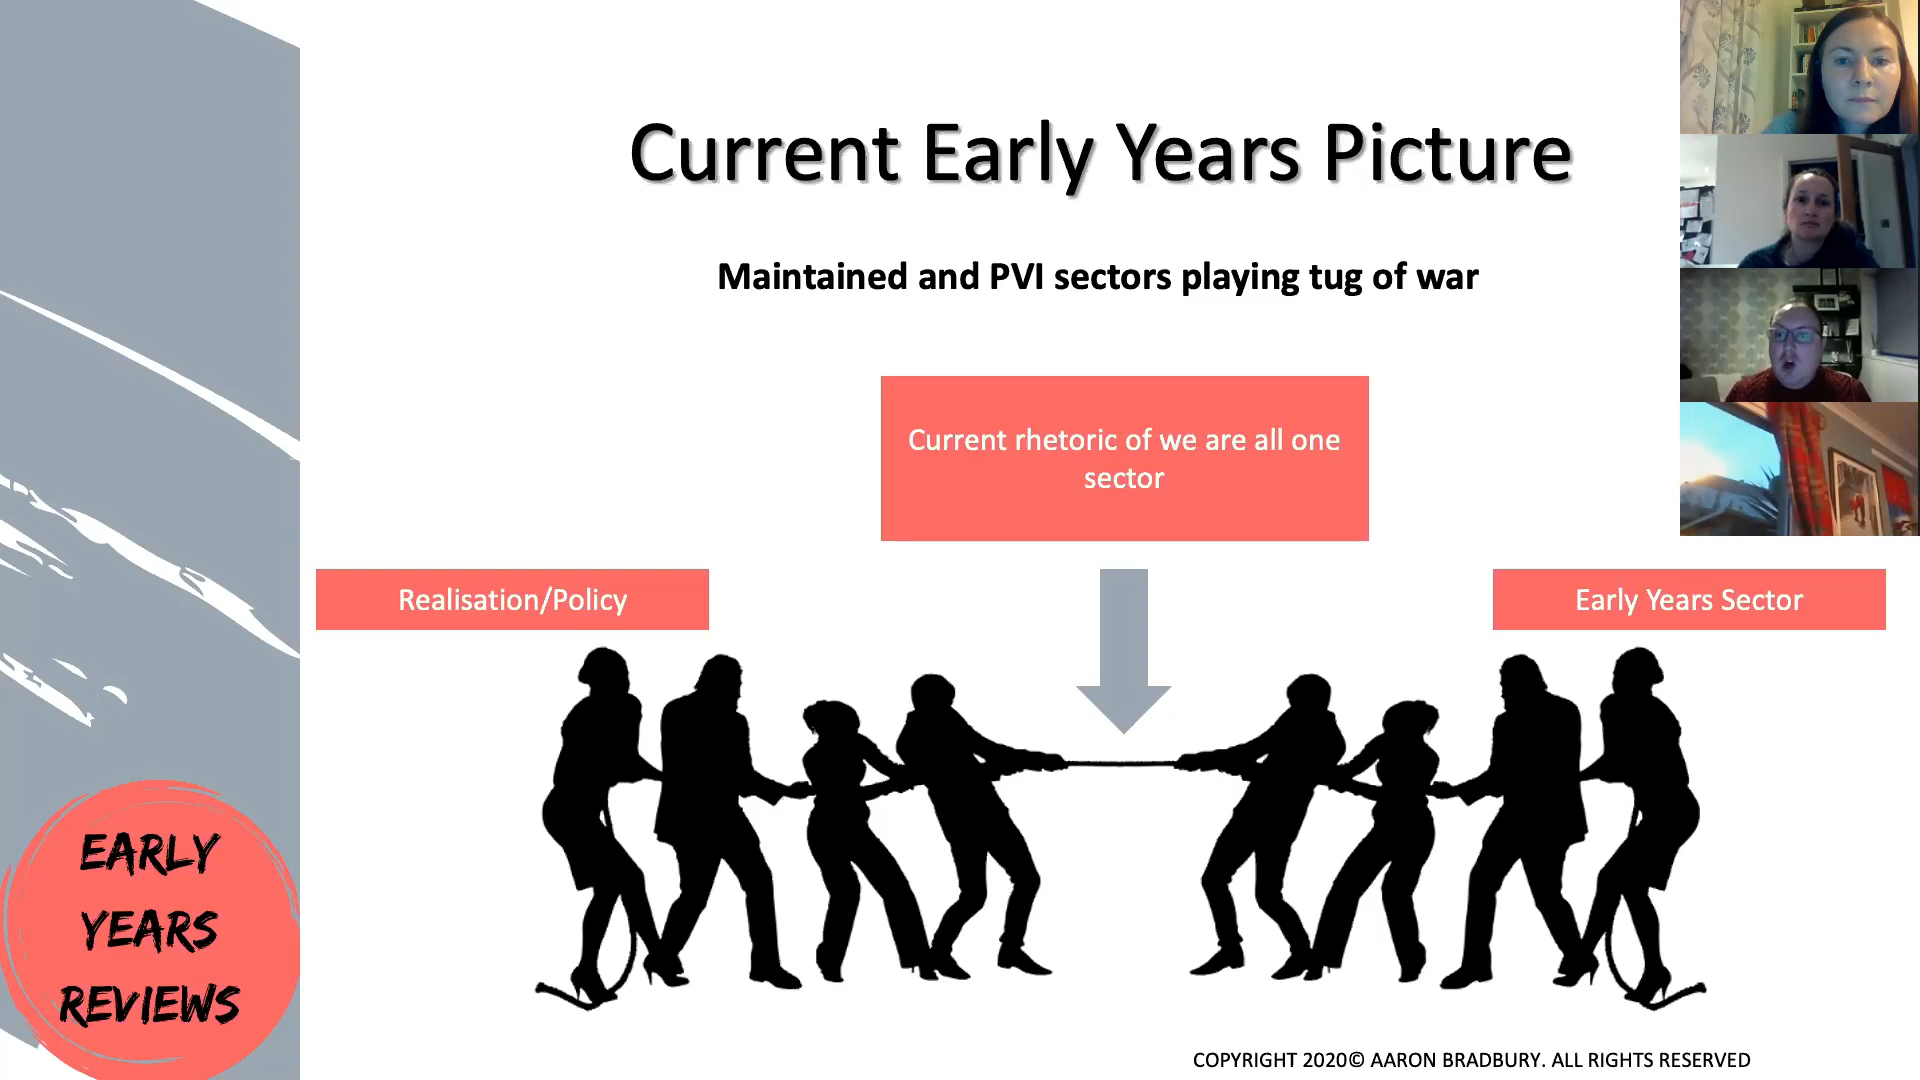 Current Early Years Picture
Maintained and PVI sectors playing tug of war
Current rhetoric of we are all one
sector
Realisation/Policy
Early Years Sector
EARLY
YEARS
REVIEWS
COPYRIGHT 2020© AARON BRADBURY. ALL RIGHTS RESERVED